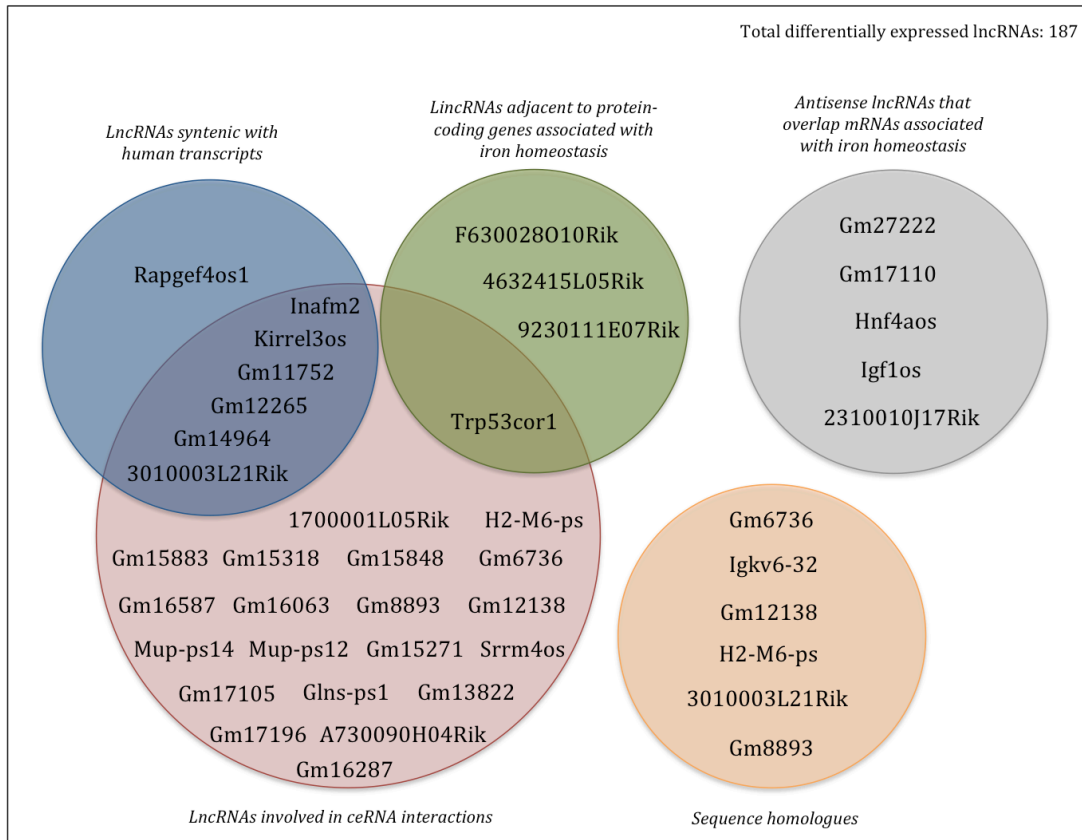 Total differentially expressed lncRNAs: 187
LncRNAs syntenic with
human transcripts
LincRNAs adjacent to protein-
coding genes associated with
iron homeostasis
Antisense lncRNAs that
overlap mRNAs associated
with iron homeostasis
Rapgef4os1
Inafm2
Kirrel3os
Gm11752
Gm12265
Gm14964
3010003L21Rik
F630028O10Rik
4632415L05Rik
9230111E07Rik
Trp53cor1
Gm27222
Gm17110
Hnf4aos
Igf1os
2310010J17Rik
1700001L05Rik H2-M6-ps
Gm15883 Gm15318 Gm15848 Gm6736
Gm16587 Gm16063 Gm8893 Gm12138
Mup-ps14 Mup-ps12 Gm15271 Srrm4os
Gm17105 Glns-ps1 Gm13822
Gm17196 A730090H04Rik
Gm16287
Gm6736
Igkv6-32
Gm12138
H2-M6-ps
3010003L21Rik
Gm8893
LncRNAs involved in ceRNA interactions
Sequence homologues